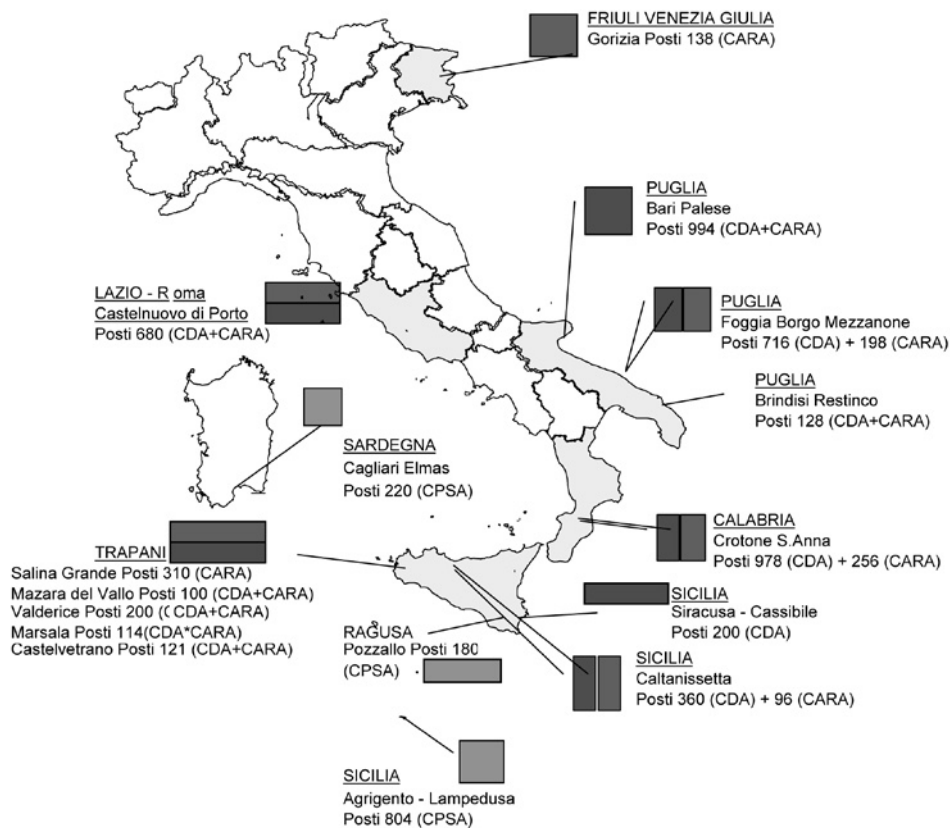 FRIULI VENEZIA GIULIA
Gorizia Posti 138 (CARA)
PUGLIA
Bari Palese
Posti 994 (CDA+CARA)
LAZIO - R oma
Castelnuovo di Porto
Posti 680 (CDA+CARA)
PUGLIA
Foggia Borgo Mezzanone
Posti 716 (CDA) + 198 (CARA)
PUGLIA
Brindisi Restinco
Posti 128 (CDA+CARA)
SARDEGNA
Cagliari Elmas
Posti 220 (CPSA)
CALABRIA
Crotone S.Anna
Posti 978 (CDA) + 256 (CARA)
TRAPANI
Salina Grande Posti 310 (CARA)
Mazara del Vallo Posti 100 (CDA+CARA)
Valderice Posti 200 (CDA+CARA)
Marsala Posti 114(CDA*CARA)
Castelvetrano Posti 121 (CDA+CARA)
SICILIA
Siracusa - Cassibile
Posti 200 (CDA)
RAGUSA
Pozzallo Posti 180
(CPSA)
SICILIA
Caltanissetta
Posti 360 (CDA) + 96 (CARA)
SICILIA
Agrigento - Lampedusa
Posti 804 (CPSA)